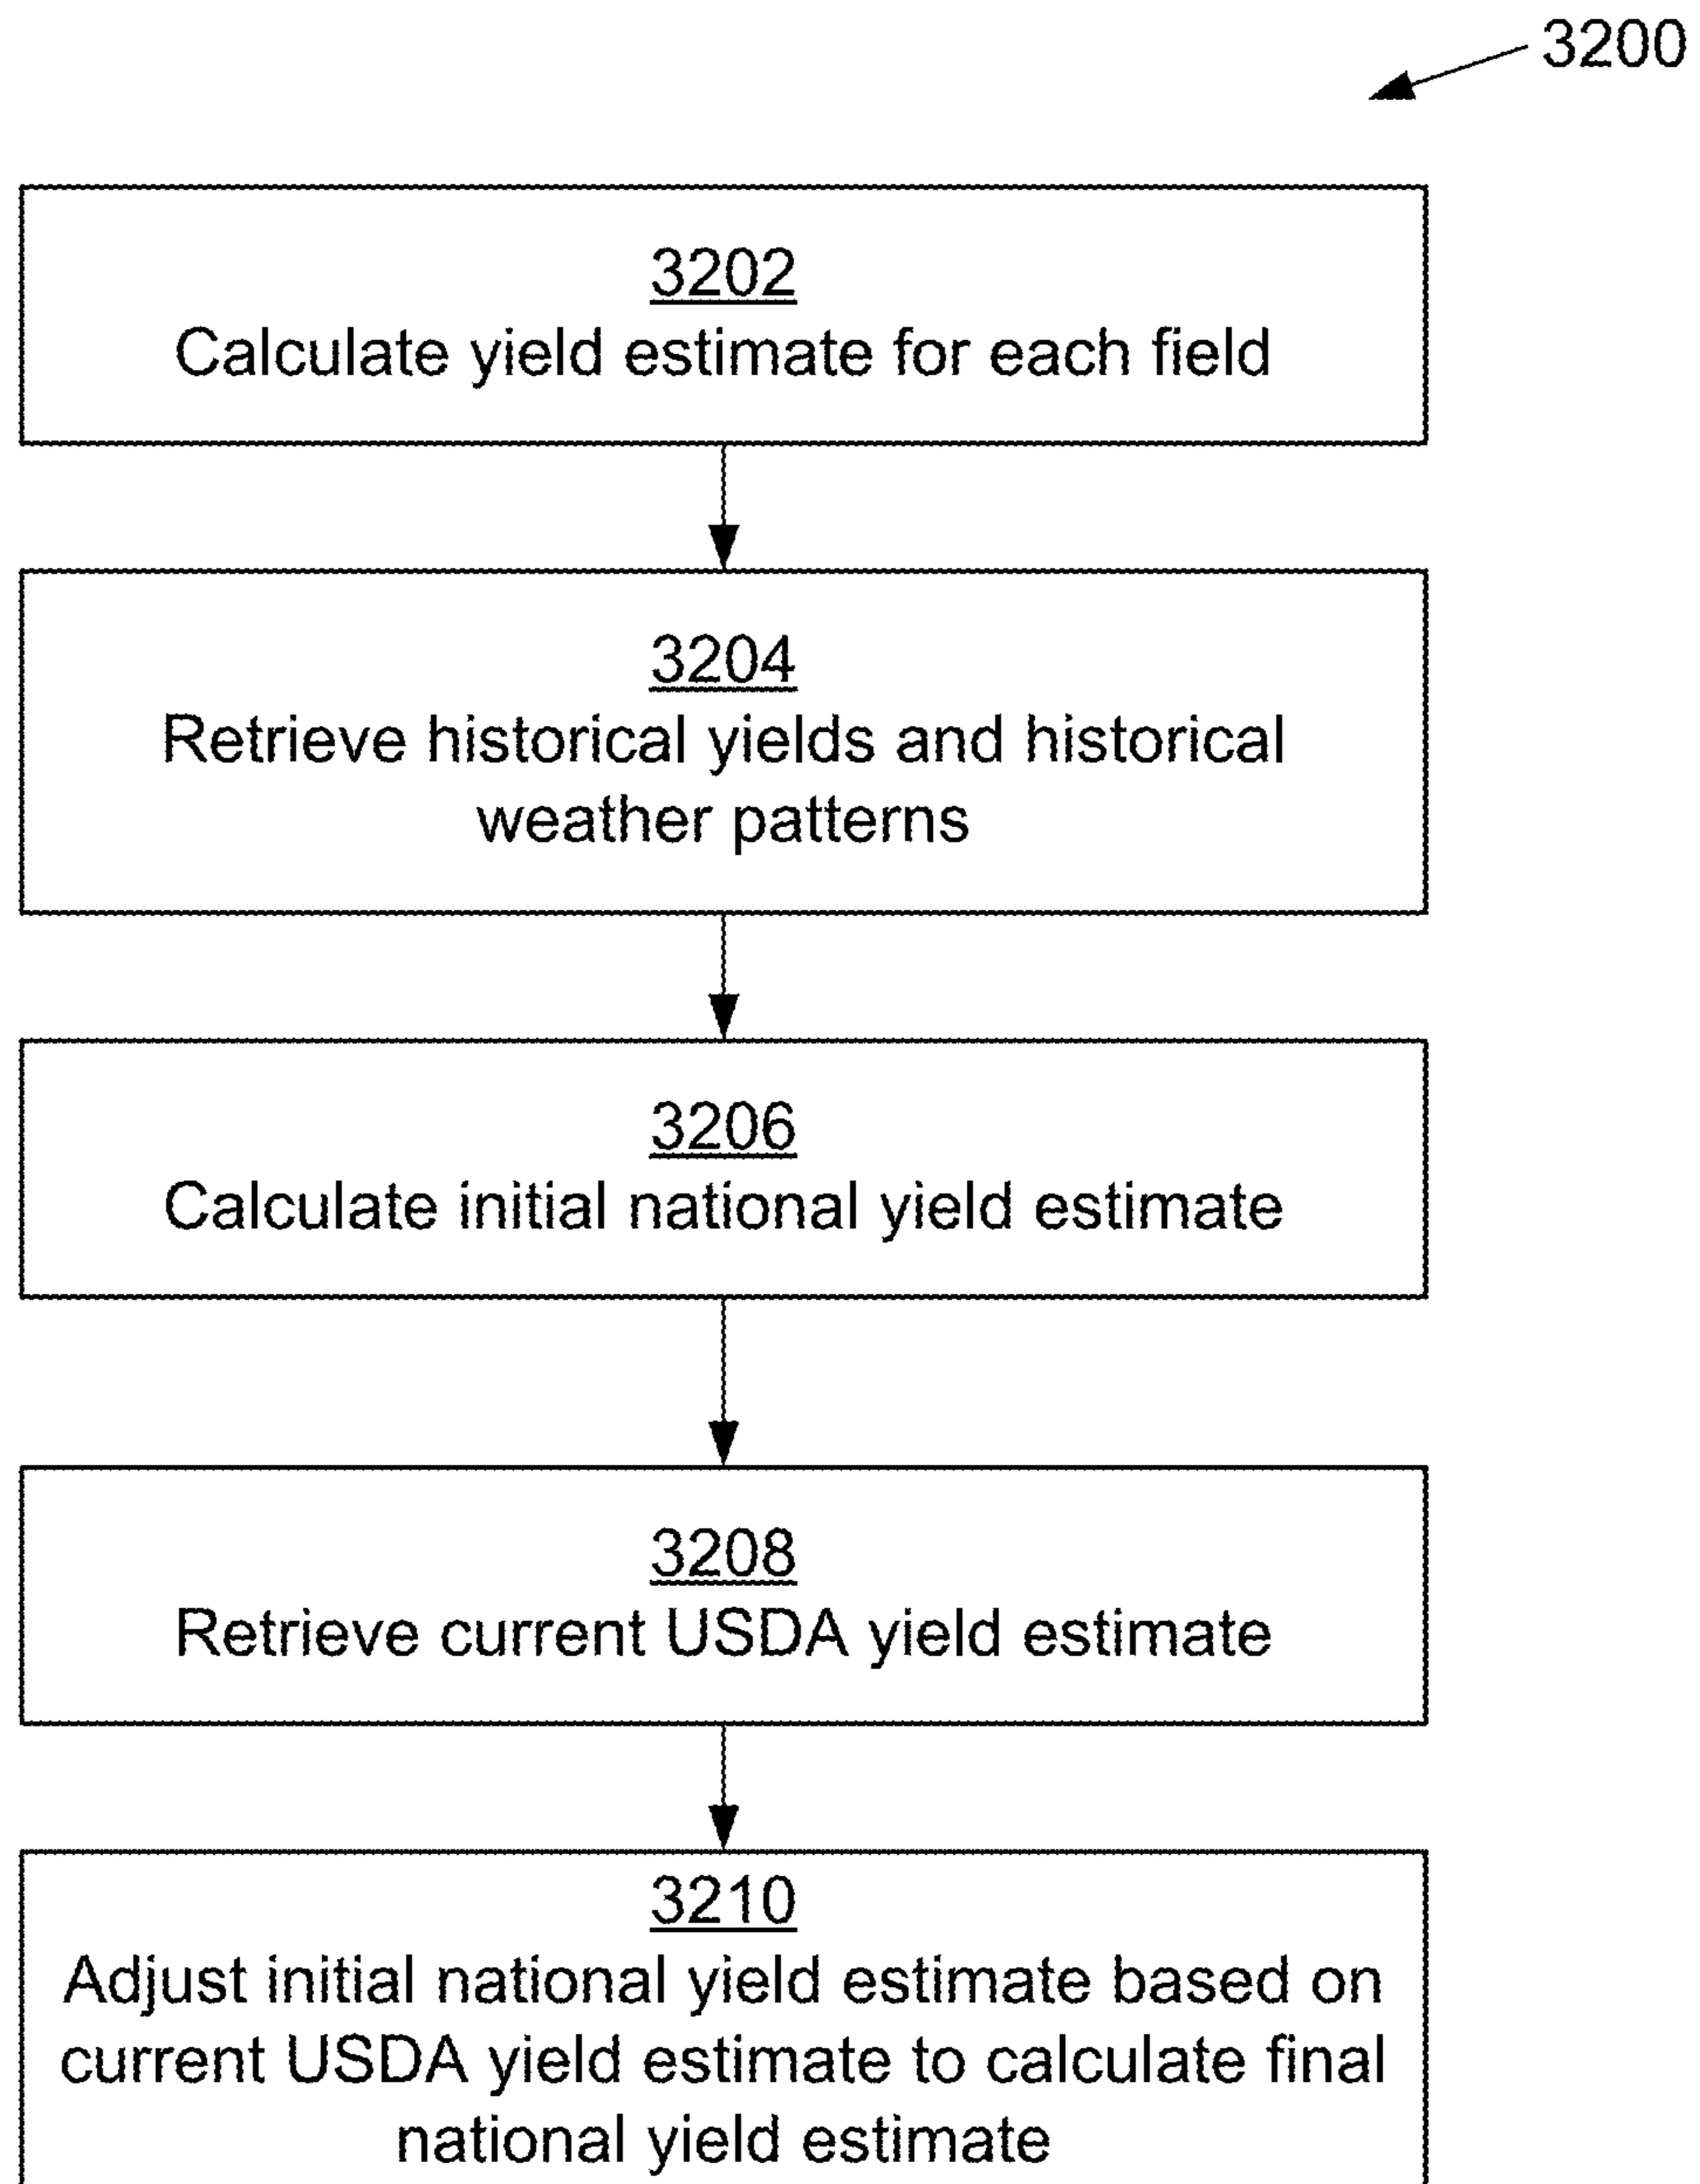 3200
3202
Calculate yield estimate for each field
3204
Retrieve historical yields and historical
weather patterns
3206
Calculate initial national yield estimate
3208
Retrieve current USDA yield estimate
3210
Adjust initial national yield estimate based on
current USDA yield estimate to calculate final
national yield estimate